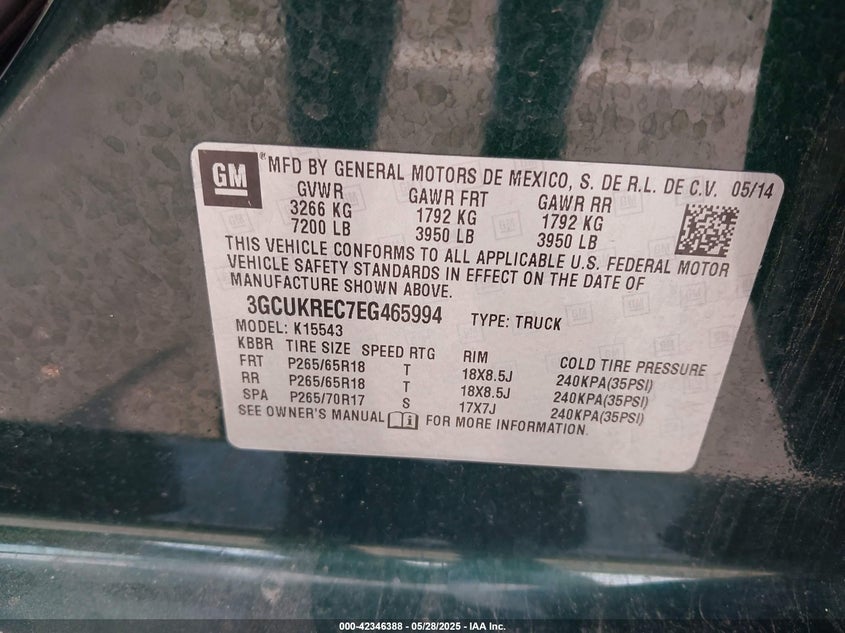 GM ® MFD BY GENERAL MOTORS DE MEXICO, S. DE R.L. DE C.V. 05/14
GVWR GAWR FRT GAWR RR
3266 KG 1792 KG 1792 KG
7200 LB 3950 LB 3950 LB
THIS VEHICLE CONFORMS TO ALL APPLICABLE U.S. FEDERAL MOTOR
VEHICLE SAFETY STANDARDS IN EFFECT ON THE DATE OF
MANUFACTURE SHOWN ABOVE.
3GCUKREC7EG465994 TYPE: TRUCK
MODEL: K15543
KBBR TIRE SIZE SPEED RTG RIM COLD TIRE PRESSURE
FRT P265/65R18 T 18X8.5J 240KPA(35PSI)
RR P265/65R18 T 18X8.5J 240KPA(35PSI)
SPA P265/70R17 S 17X7J 240KPA(35PSI)
SEE OWNER'S MANUAL i FOR MORE INFORMATION.
000-42346388 - 05/28/2025 - IAA Inc.